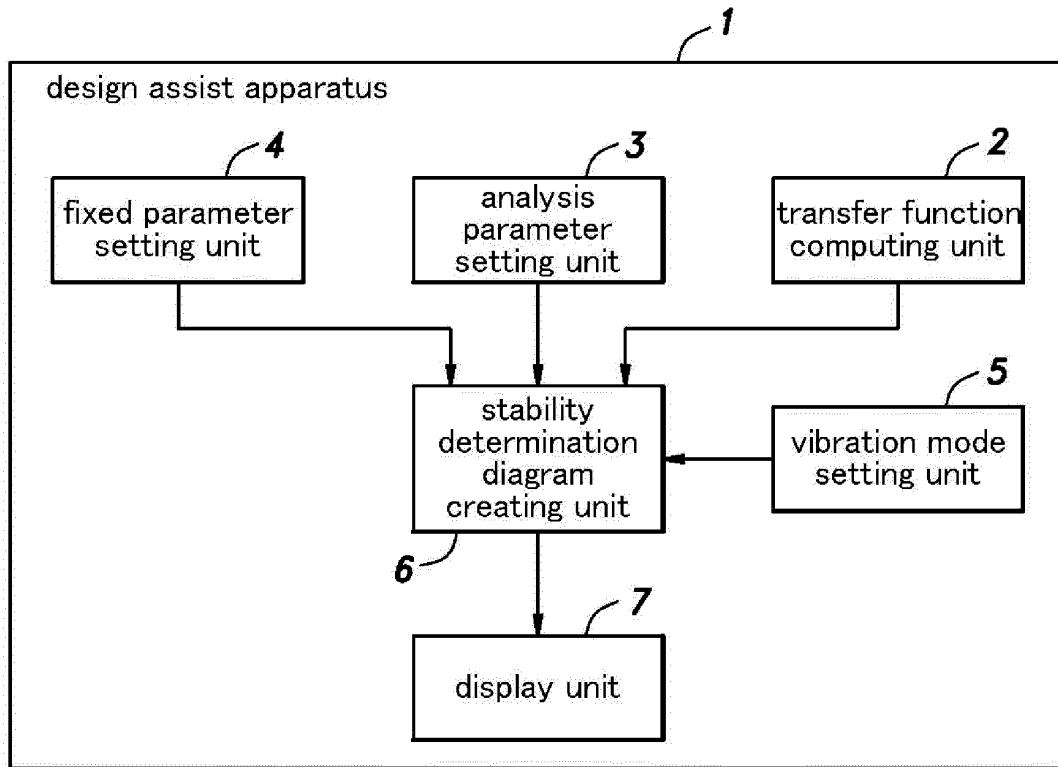 1
design assist apparatus
4
3
2
fixed parameter
setting unit
analysis
parameter
setting unit
transfer function
computing unit
5
stability
determination
diagram
creating unit
vibration mode
setting unit
6
7
display unit